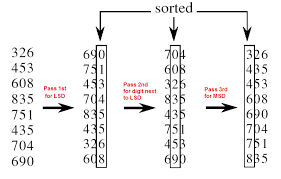 sorted
326 690 704 326
453 751 608 435
608 453 326 453
Pass 1st for LSD
Pass 2nd for digit next to LSD
Pass 3rd for MSD
835 704 835 608
751 835 435 690
435 435 751 704
704 326 453 751
690 608 690 835